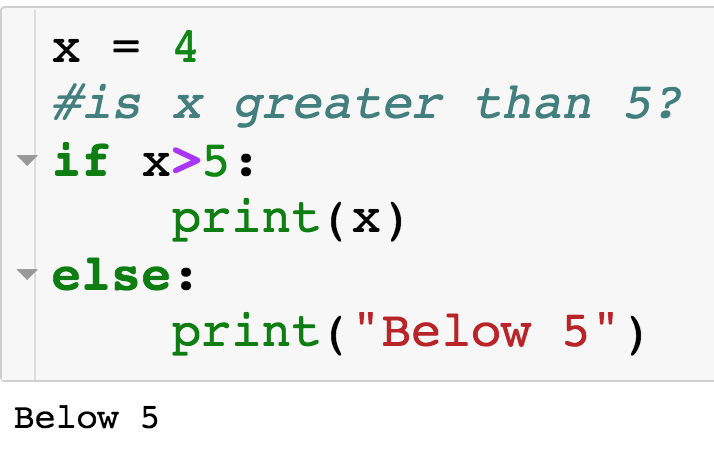 x = 4
#is x greater than 5?
if x>5:
    print(x)
else:
    print("Below 5")
Below 5